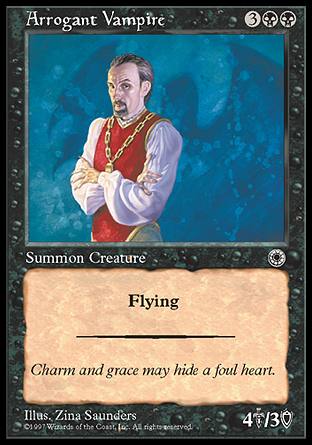 Arrogant Vampire 3
Summon Creature
Flying
Charm and grace may hide a foul heart.
Illus. Zina Saunders
©1997 Wizards of the Coast, Inc. All rights reserved.
4/3